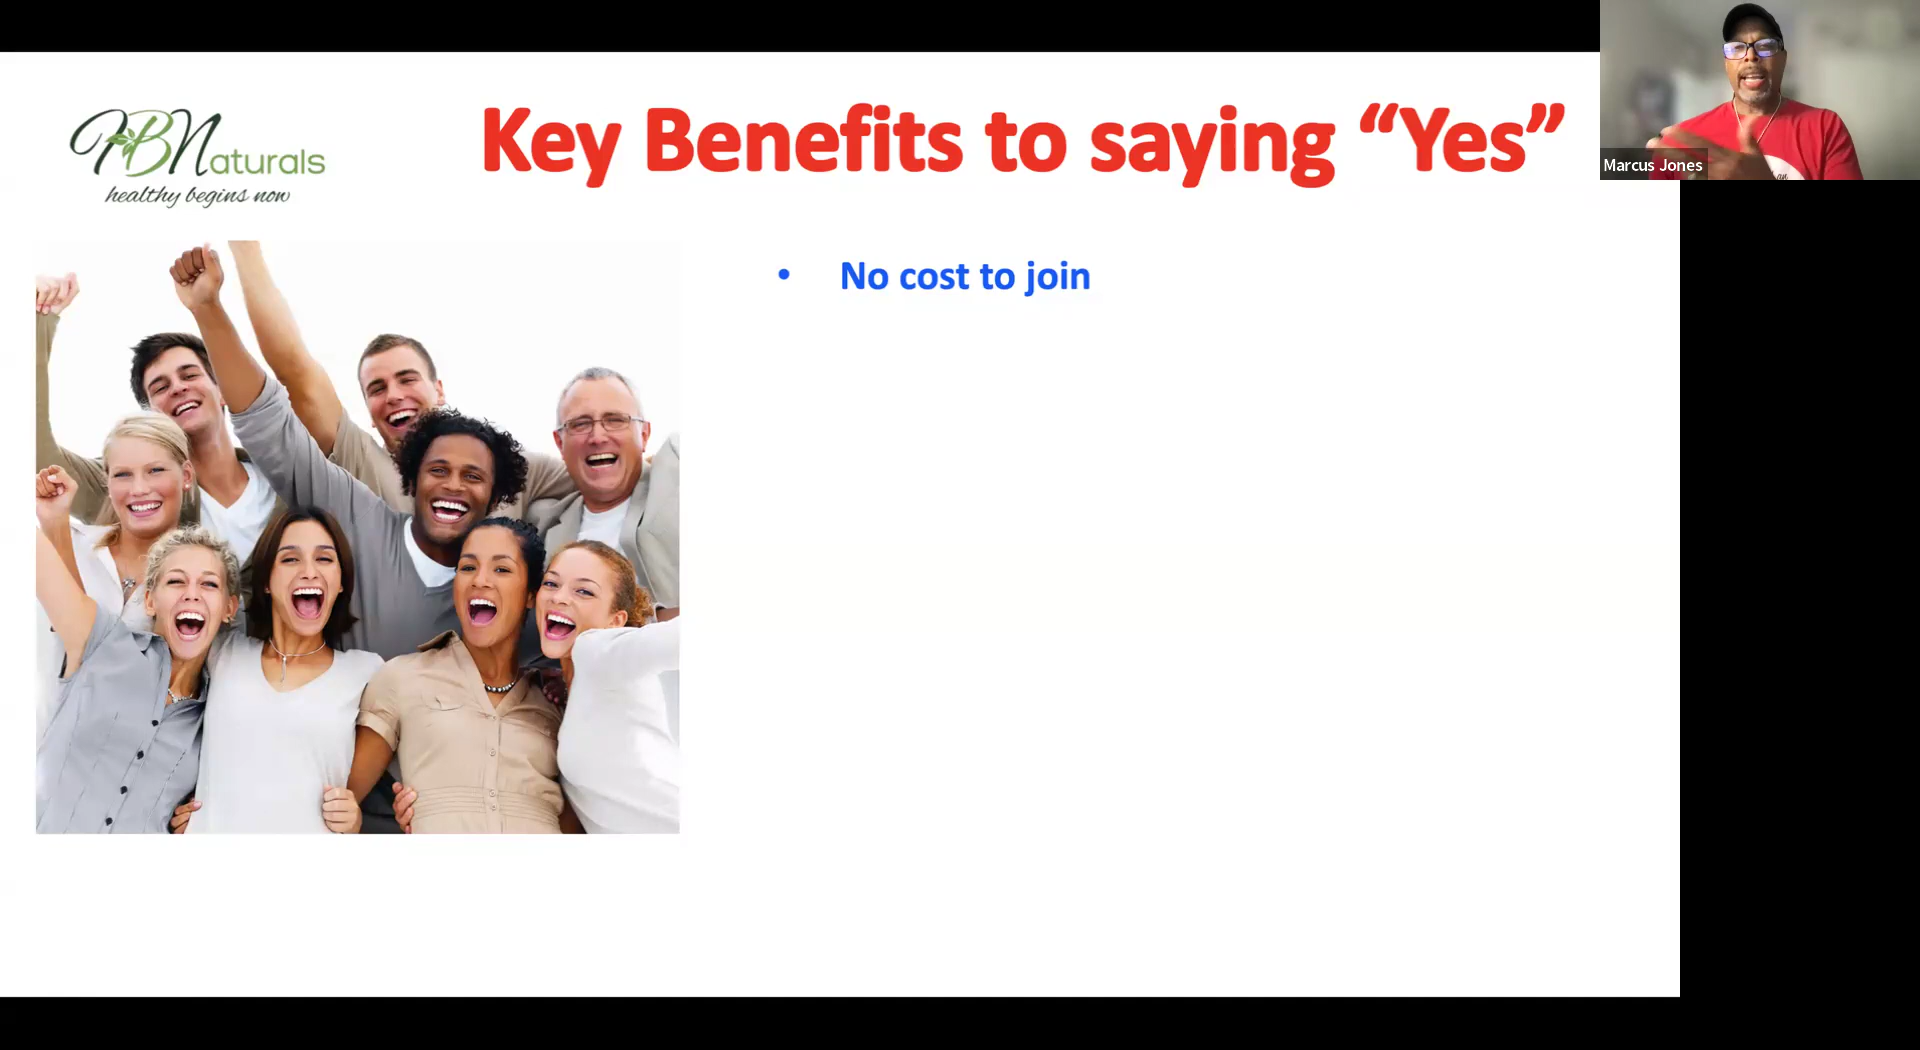 HBNaturals
healthy begins now
Key Benefits to saying “Yes”
Marcus Jones
• No cost to join